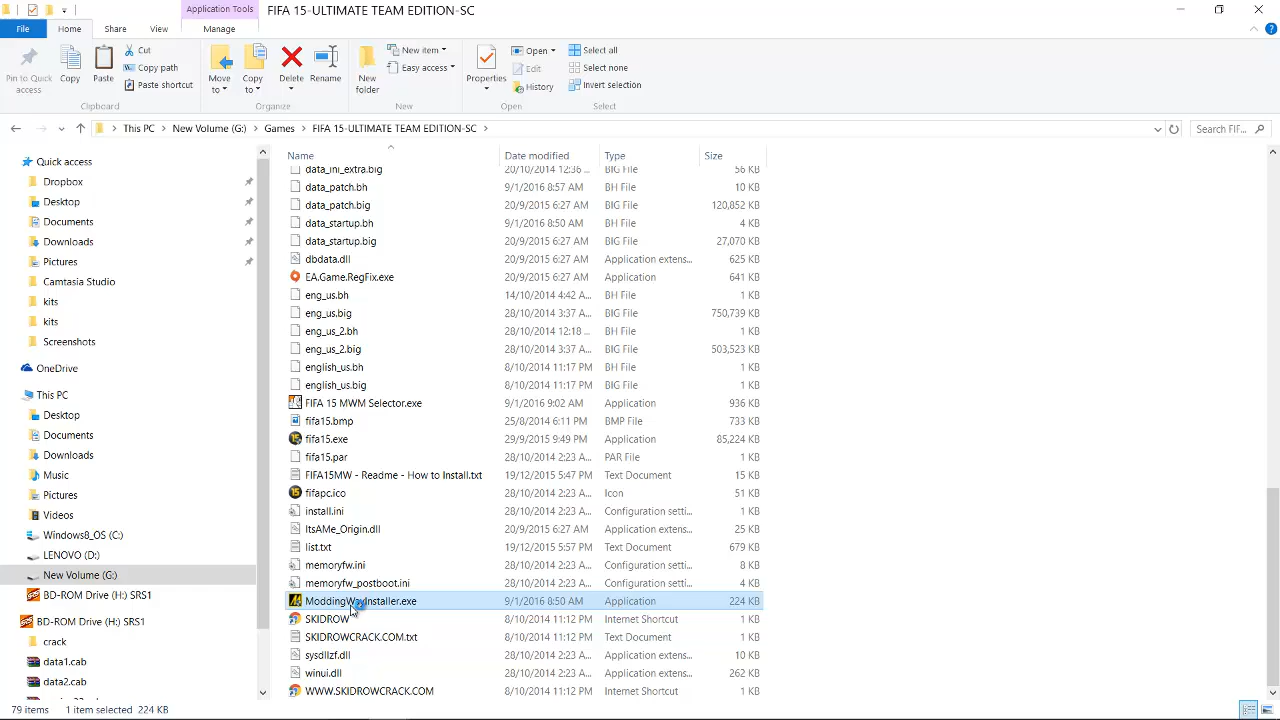 Application Tools FIFA 15-ULTIMATE TEAM EDITION-SC
File Home Share View Manage
Pin to Quick access
Copy
Paste
Cut
Copy path
Paste shortcut
Clipboard
Move to
Copy to
Delete
Rename
Organize
New folder
New item
Easy access
New
Properties
Open
Edit
History
Open
Select all
Select none
Invert selection
Select
This PC > New Volume (G:) > Games > FIFA 15-ULTIMATE TEAM EDITION-SC > Search FIF...
Quick access
Dropbox
Desktop
Documents
Downloads
Pictures
Camtasia Studio
kits
kits
Screenshots
OneDrive
This PC
Desktop
Documents
Downloads
Music
Pictures
Videos
Windows8_OS (C:)
LENOVO (D:)
New Volume (G:)
BD-ROM Drive (H:) SRS1
BD-ROM Drive (H:) SRS1
crack
data1.cab
data2.cab
Name Date modified Type Size
data_ini_extra.big 20/10/2014 12:36 ... BIG File 56 KB
data_patch.bh 9/1/2016 8:57 AM BH File 10 KB
data_patch.big 20/9/2015 6:27 AM BIG File 120,852 KB
data_startup.bh 9/1/2016 8:50 AM BH File 4 KB
data_startup.big 20/9/2015 6:27 AM BIG File 27,070 KB
dbdata.dll 20/9/2015 6:27 AM Application extens... 625 KB
EA.Game.RegFix.exe 20/9/2015 6:27 AM Application 641 KB
eng_us.bh 14/10/2014 4:42 A... BH File 1 KB
eng_us.big 28/10/2014 3:37 A... BIG File 750,739 KB
eng_us_2.bh 28/10/2014 12:18 ... BH File 1 KB
eng_us_2.big 28/10/2014 3:37 A... BIG File 503,523 KB
english_us.bh 8/10/2014 11:17 PM BH File 1 KB
english_us.big 8/10/2014 11:17 PM BIG File 1 KB
FIFA 15 MWM Selector.exe 9/1/2016 9:02 AM Application 936 KB
fifa15.bmp 25/8/2014 6:11 PM BMP File 733 KB
fifa15.exe 29/9/2015 9:49 PM Application 85,224 KB
fifa15.par 28/10/2014 2:23 A... PAR File 1 KB
FIFA15MW - Readme - How to Install.txt 19/12/2015 5:47 PM Text Document 15 KB
fifapc.ico 28/10/2014 2:23 A... Icon 51 KB
install.ini 28/10/2014 2:23 A... Configuration setti... 1 KB
ItsAMe_Origin.dll 20/9/2015 6:27 AM Application extens... 25 KB
list.txt 19/12/2015 5:57 PM Text Document 679 KB
memoryfw.ini 28/10/2014 2:23 A... Configuration setti... 8 KB
memoryfw_postboot.ini 28/10/2014 2:23 A... Configuration setti... 4 KB
ModdingWayInstaller.exe 9/1/2016 8:50 AM Application 224 KB
SKIDROW 8/10/2014 11:12 PM Internet Shortcut 1 KB
SKIDROWCRACK.COM.txt 8/10/2014 11:12 PM Text Document 1 KB
sysdllzf.dll 28/10/2014 2:23 A... Application extens... 10 KB
winui.dll 28/10/2014 2:23 A... Application extens... 262 KB
WWW.SKIDROWCRACK.COM 8/10/2014 11:12 PM Internet Shortcut 1 KB
79 items 1 item selected 224 KB